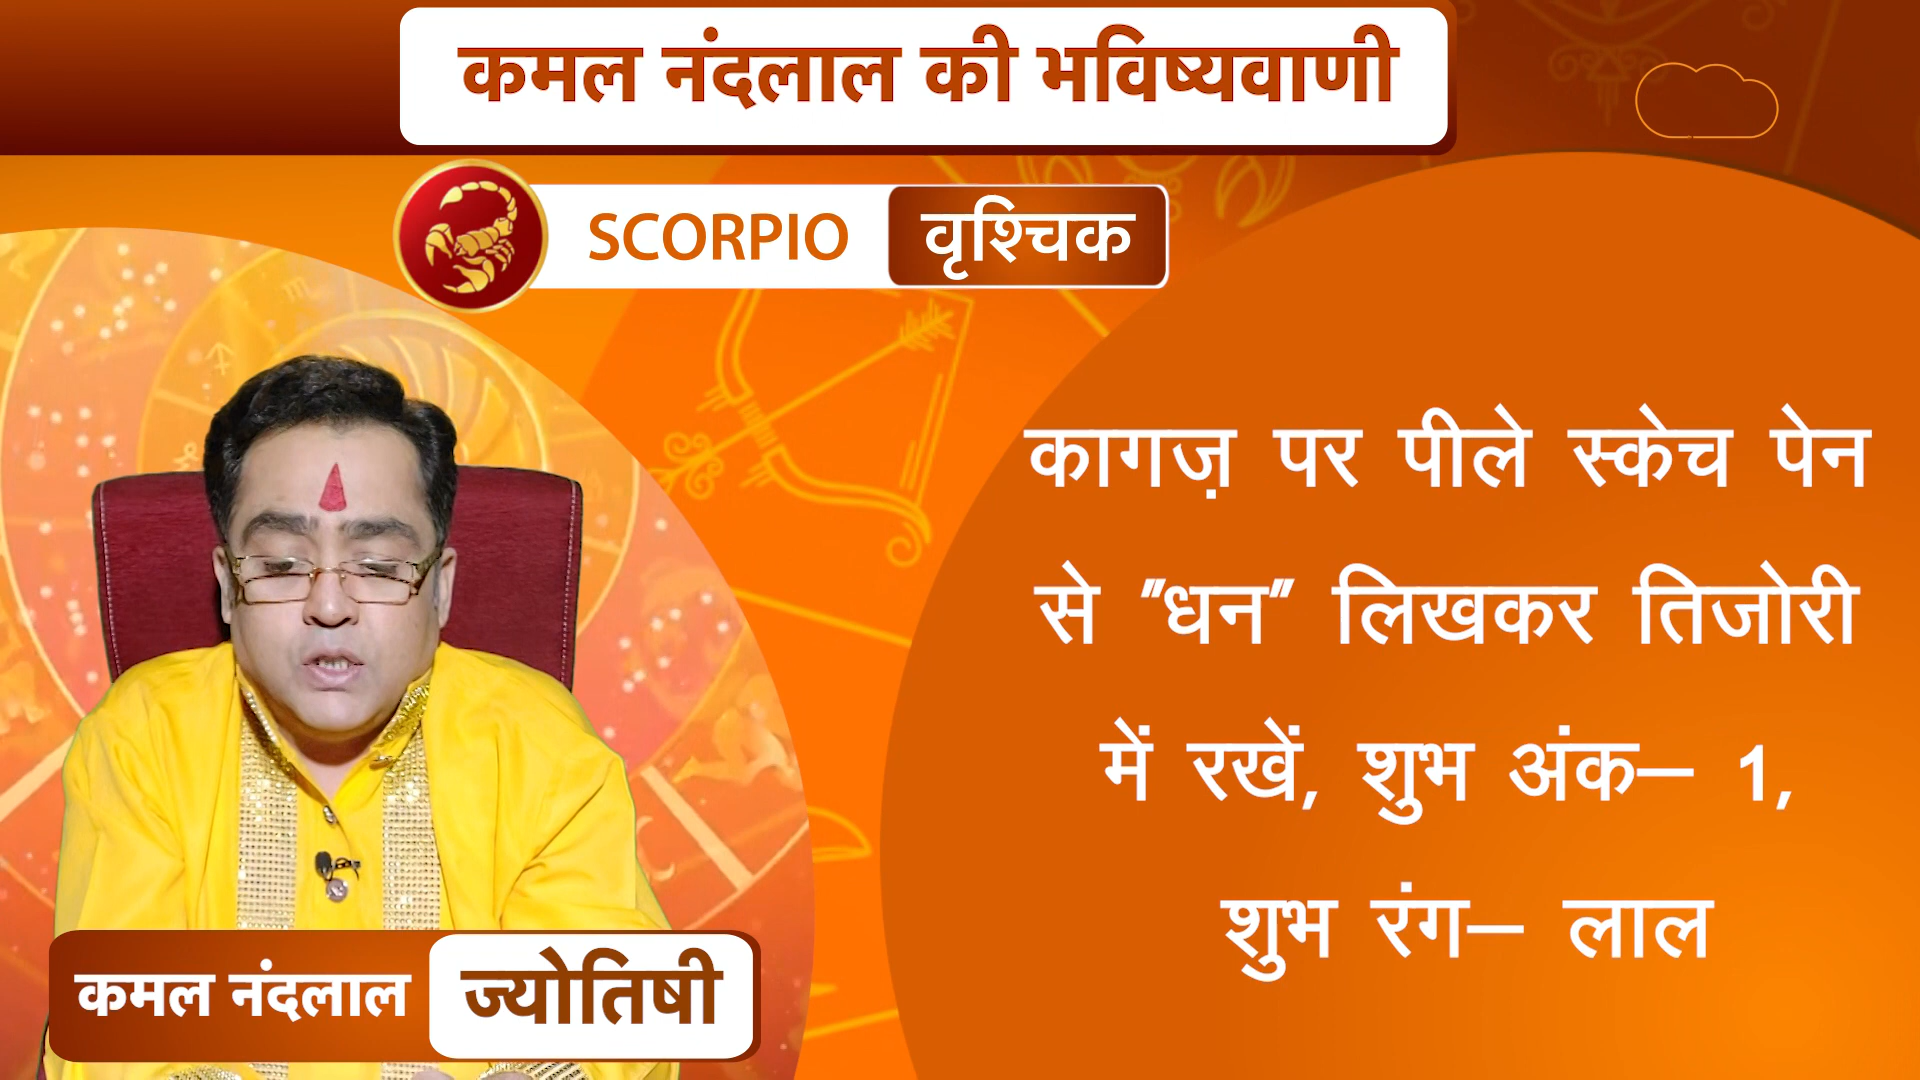 कमल नंदलाल की भविष्यवाणी
SCORPIO वृश्चिक
कागज़ पर पीले स्केच पेन
से "धन" लिखकर तिजोरी
में रखें, शुभ अंक– 1,
शुभ रंग– लाल
कमल नंदलाल ज्योतिषी